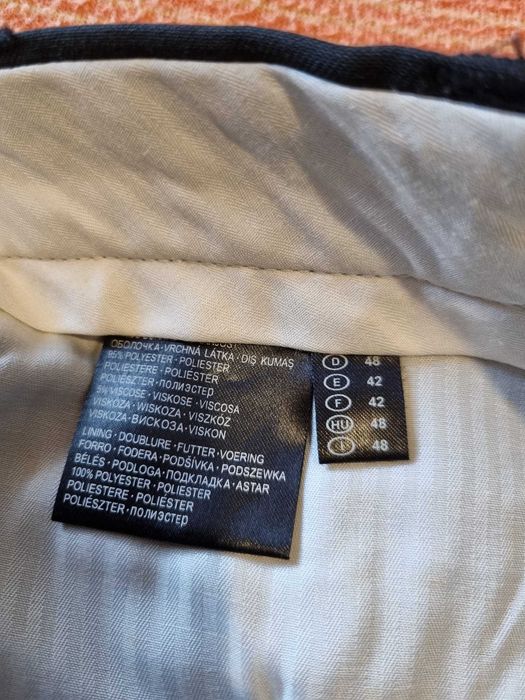 ОБОЛОЧКА·VRCHNÁ LÁTKA·DIŞ KUMAŞ
95% POLYESTER·POLIESTER
POLIESTERE·POLIÉSTER
POLIÉSZTER·ПОЛИЭСТЕР
5% VISCOSE·VISKOSE·VISCOSA
VISKOZA·WISKOZA·VISZKÓZ
VISKÓZA·ВИСКОЗА·VISKON
LINING·DOUBLURE·FUTTER·VOERING
FORRO·FODERA·PODŠÍVKA·PODSZEWKA
BÉLÉS·PODLOGA·ПОДКЛАДКА·ASTAR
100% POLYESTER·POLIESTER
POLIESTERE·POLIÉSTER
POLIÉSZTER·ПОЛИЭСТЕР
D 48
E 42
F 42
HU 48
I 48